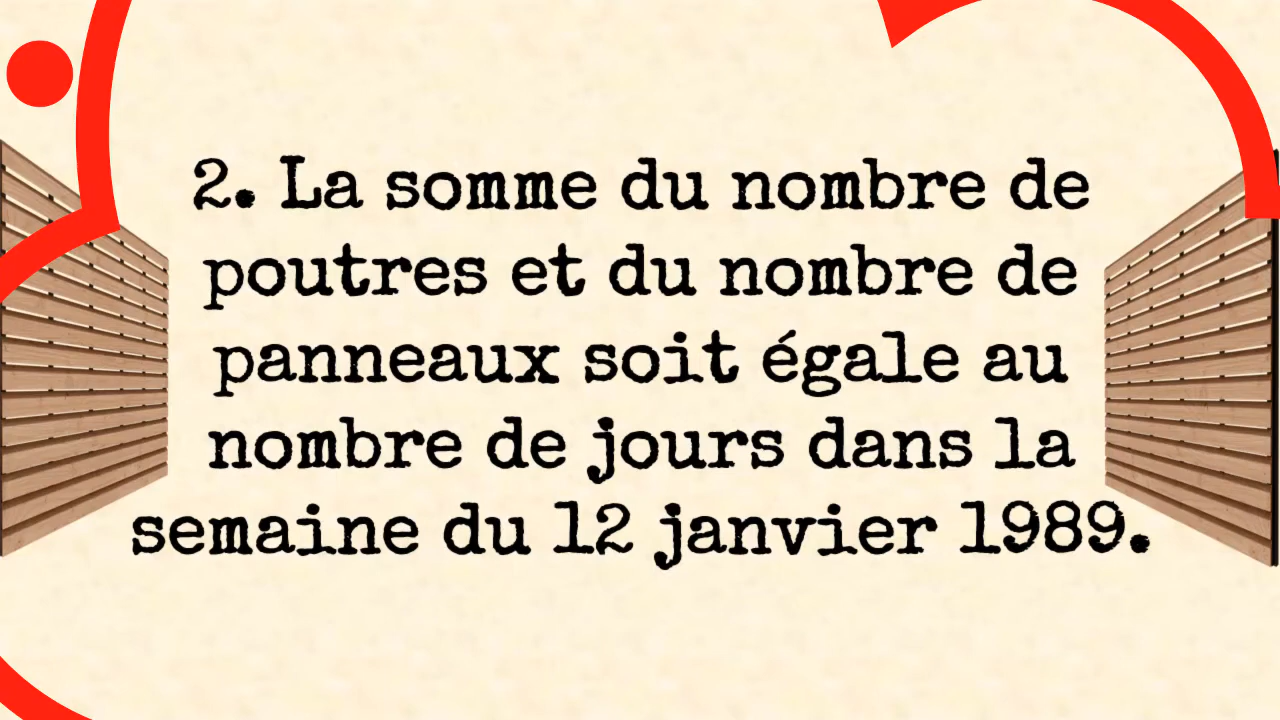 2. La somme du nombre de
poutres et du nombre de
panneaux soit égale au
nombre de jours dans la
semaine du 12 janvier 1989.